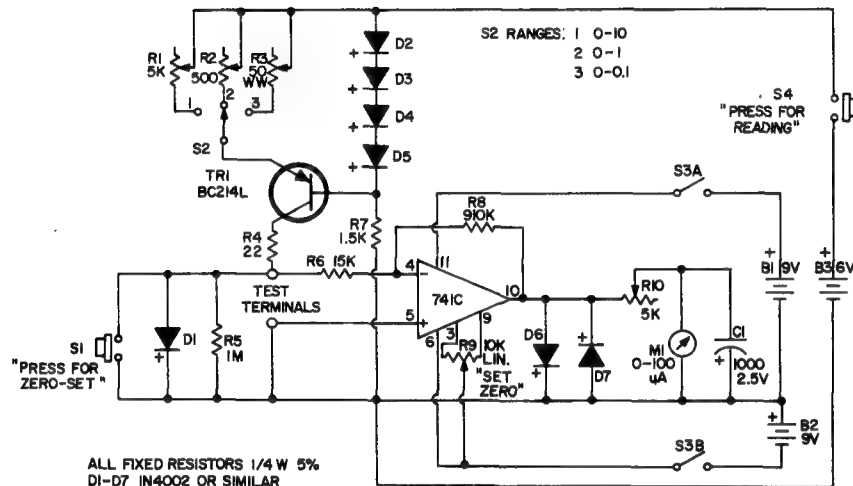 S2 RANGES: 1 0-10
2 0-1
3 0-0.1
R1
5K
R2
500
R3
50
WW
1
2
3
S2
TR1
BC214L
D2
D3
D4
D5
S4
"PRESS FOR
READING"
S3A
R8
910K
R7
1.5K
R4
22
R6 15K
4
111
10
741C
5
6
3
9
TEST
TERMINALS
R9
10K
LIN.
"SET
ZERO"
S1
"PRESS FOR
ZERO-SET"
D1
R5
1M
D6
D7
R10
5K
M1
0-100
uA
C1
1000
2.5V
B1 9V
B3 6V
B2
9V
S3B
ALL FIXED RESISTORS 1/4 W 5%
D1-D7 IN4002 OR SIMILAR